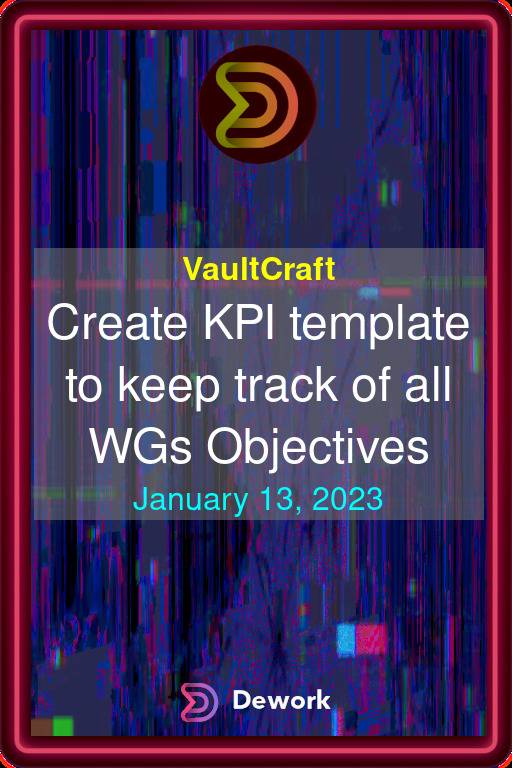 VaultCraft
Create KPI template
to keep track of all
WGs Objectives
January 13, 2023
Dework